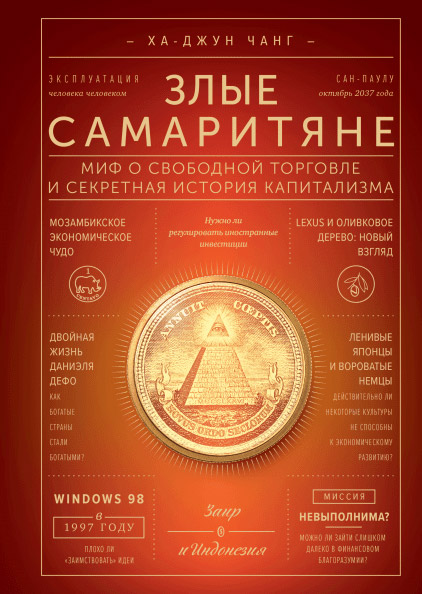 – ХА-ДЖУН ЧАНГ –
ЭКСПЛУАТАЦИЯ
человека человеком
САН-ПАУЛУ
октябрь 2037 года
ЗЛЫЕ
САМАРИТЯНЕ
МИФ О СВОБОДНОЙ ТОРГОВЛЕ
И СЕКРЕТНАЯ ИСТОРИЯ КАПИТАЛИЗМА
МОЗАМБИКСКОЕ
ЭКОНОМИЧЕСКОЕ
ЧУДО
Нужно ли
регулировать иностранные
инвестиции
LEXUS И ОЛИВКОВОЕ
ДЕРЕВО: НОВЫЙ
ВЗГЛЯД
ANNUIT CŒPTIS
NOVUS ORDO SECLORUM
ДВОЙНАЯ
ЖИЗНЬ
ДАНИЭЛЯ
ДЕФО
КАК
БОГАТЫЕ
СТРАНЫ
СТАЛИ
БОГАТЫМИ?
ЛЕНИВЫЕ
ЯПОНЦЫ
И ВОРОВАТЫЕ
НЕМЦЫ
ДЕЙСТВИТЕЛЬНО ЛИ
НЕКОТОРЫЕ КУЛЬТУРЫ
НЕ СПОСОБНЫ
К ЭКОНОМИЧЕСКОМУ
РАЗВИТИЮ?
WINDOWS 98
в
1997 ГОДУ
ПЛОХО ЛИ
«ЗАИМСТВОВАТЬ» ИДЕИ
Заир
и Индонезия
МИССИЯ
НЕВЫПОЛНИМА?
МОЖНО ЛИ ЗАЙТИ СЛИШКОМ
ДАЛЕКО В ФИНАНСОВОМ
БЛАГОРАЗУМИИ?